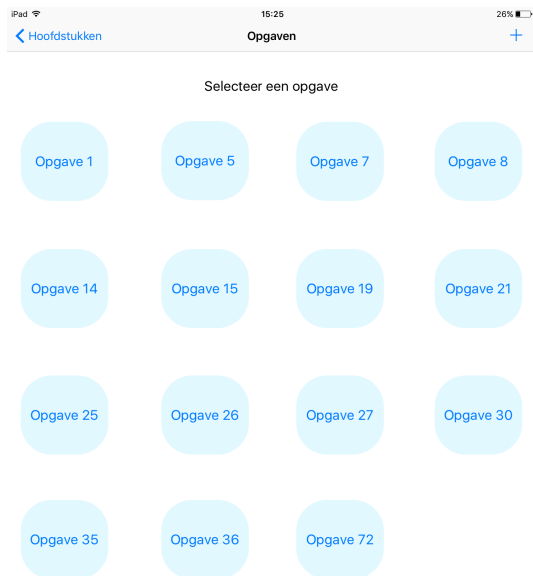 iPad 15:25 26%
Hoofdstukken Opgaven +
Selecteer een opgave
Opgave 1 Opgave 5 Opgave 7 Opgave 8
Opgave 14 Opgave 15 Opgave 19 Opgave 21
Opgave 25 Opgave 26 Opgave 27 Opgave 30
Opgave 35 Opgave 36 Opgave 72